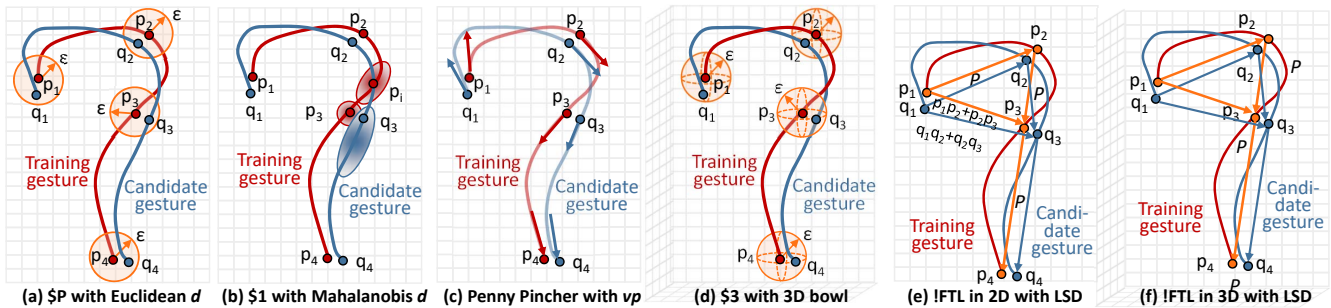 p2
ε
q2
ε
p1
q1
p3
ε
q3
Training
gesture
Candidate
gesture
ε
p4
q4
(a) $P with Euclidean d
p2
q2
p1
q1
pi
p3
q3
Training
gesture
Candidate
gesture
p4
q4
(b) $1 with Mahalanobis d
p2
q2
p1
q1
p3
q3
Training
gesture
Candidate
gesture
p4
q4
(c) Penny Pincher with vp
p2
ε
q2
ε
p1
q1
ε
p3
q3
Training
gesture
Candidate
gesture
ε
p4
q4
(d) $3 with 3D bowl
p2
P
q2
p1
P
q1
p3
p1p2+p2p3
q3
q1q2+q2q3
P
Training
gesture
Candi-
date
gesture
p4
q4
(e) !FTL in 2D with LSD
p2
P
q2
p1
P
q1
p3
q3
P
Training
gesture
Candi-
date
gesture
p4
q4
P
(f) !FTL in 3D with LSD